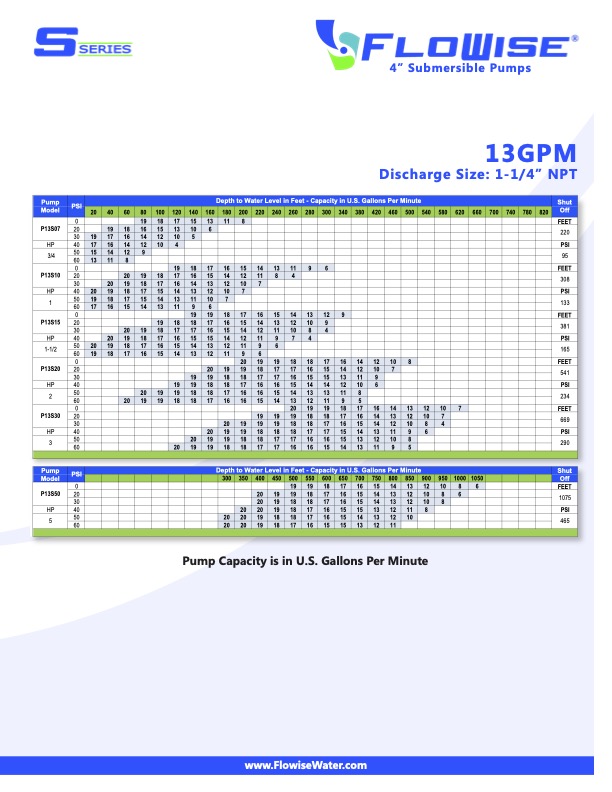 S SERIES
FLOWISE®
4” Submersible Pumps
13GPM
Discharge Size: 1-1/4” NPT
Pump Model PSI Depth to Water Level in Feet - Capacity in U.S. Gallons Per Minute Shut Off
20 40 60 80 100 120 140 160 180 200 220 240 260 280 300 340 380 420 460 500 540 580 620 660 700 740 780 820
P13S07 0 19 18 17 15 13 11 8 FEET
20 19 18 16 15 13 10 6 220
30 19 17 16 14 12 10 5
HP 40 17 16 14 12 10 4 PSI
3/4 50 15 14 12 9 95
60 13 11 8
P13S10 0 19 18 17 16 15 14 13 11 9 6 FEET
20 20 19 18 17 16 15 14 12 11 8 4 308
30 20 19 18 17 16 14 13 12 10 7
HP 40 20 19 18 17 16 14 13 12 10 7 PSI
1 50 19 18 17 15 14 13 11 10 7 133
60 17 16 15 14 13 11 9 6
P13S15 0 19 19 18 17 16 15 14 13 12 9 FEET
20 19 18 18 17 16 15 14 13 12 10 9 381
30 20 19 18 17 17 16 15 14 12 11 10 8 4
HP 40 20 19 18 17 16 15 15 14 12 11 9 7 4 PSI
1-1/2 50 20 19 18 17 16 15 14 13 12 11 9 6 165
60 19 18 17 16 15 14 13 12 11 9 6
P13S20 0 20 19 19 18 18 17 16 14 12 10 8 FEET
20 20 19 19 18 17 17 16 15 14 12 10 7 541
30 19 19 18 18 17 17 16 15 15 13 11 9
HP 40 19 19 18 18 17 16 16 15 14 14 12 10 6 PSI
2 50 20 19 19 18 18 17 16 16 15 14 13 13 11 8 234
60 20 19 19 18 18 17 16 16 15 14 13 12 11 9 5
P13S30 0 20 19 19 18 17 16 14 13 12 10 7 FEET
20 19 19 19 18 17 16 15 14 13 12 10 8 669
30 20 19 19 19 18 17 16 15 14 13 12 10 8 4
HP 40 20 19 19 18 18 17 17 16 15 14 13 11 9 6 PSI
3 50 20 19 19 18 18 17 17 16 15 14 13 12 10 8 290
60 20 19 19 18 18 17 17 16 15 15 14 13 11 9 5
Pump Model PSI Depth to Water Level in Feet - Capacity in U.S. Gallons Per Minute Shut Off
300 350 400 450 500 550 600 650 700 750 800 850 900 950 1000 1050
P13S50 0 19 19 18 17 16 15 14 13 12 10 8 6 FEET
20 20 19 19 18 17 16 15 14 13 12 10 8 6 1075
30 20 19 18 18 17 16 15 14 13 12 10 8
HP 40 20 19 19 18 17 16 15 14 13 12 11 8 PSI
5 50 20 20 19 18 18 17 16 15 14 13 12 10 465
60 20 20 19 18 17 16 15 15 13 12 11
Pump Capacity is in U.S. Gallons Per Minute
www.FlowiseWater.com